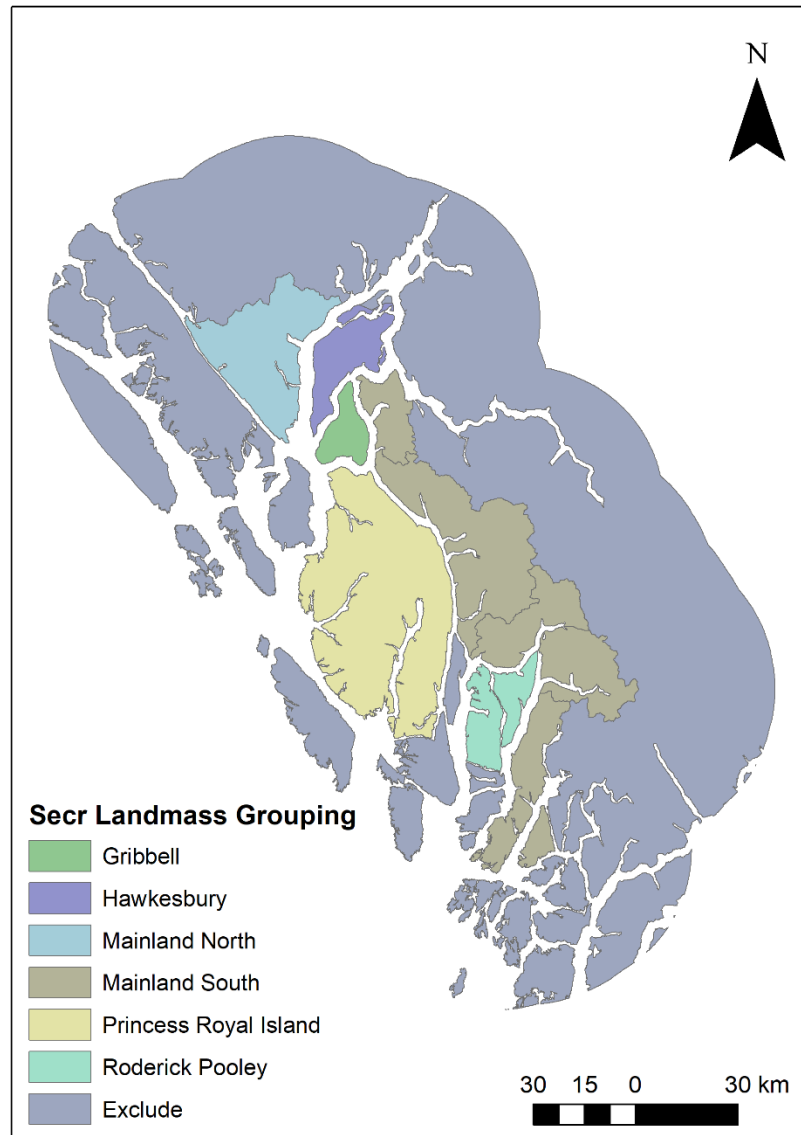 N
Secr Landmass Grouping
Gribbell
Hawkesbury
Mainland North
Mainland South
Princess Royal Island
Roderick Pooley
Exclude
30 15 0 30 km